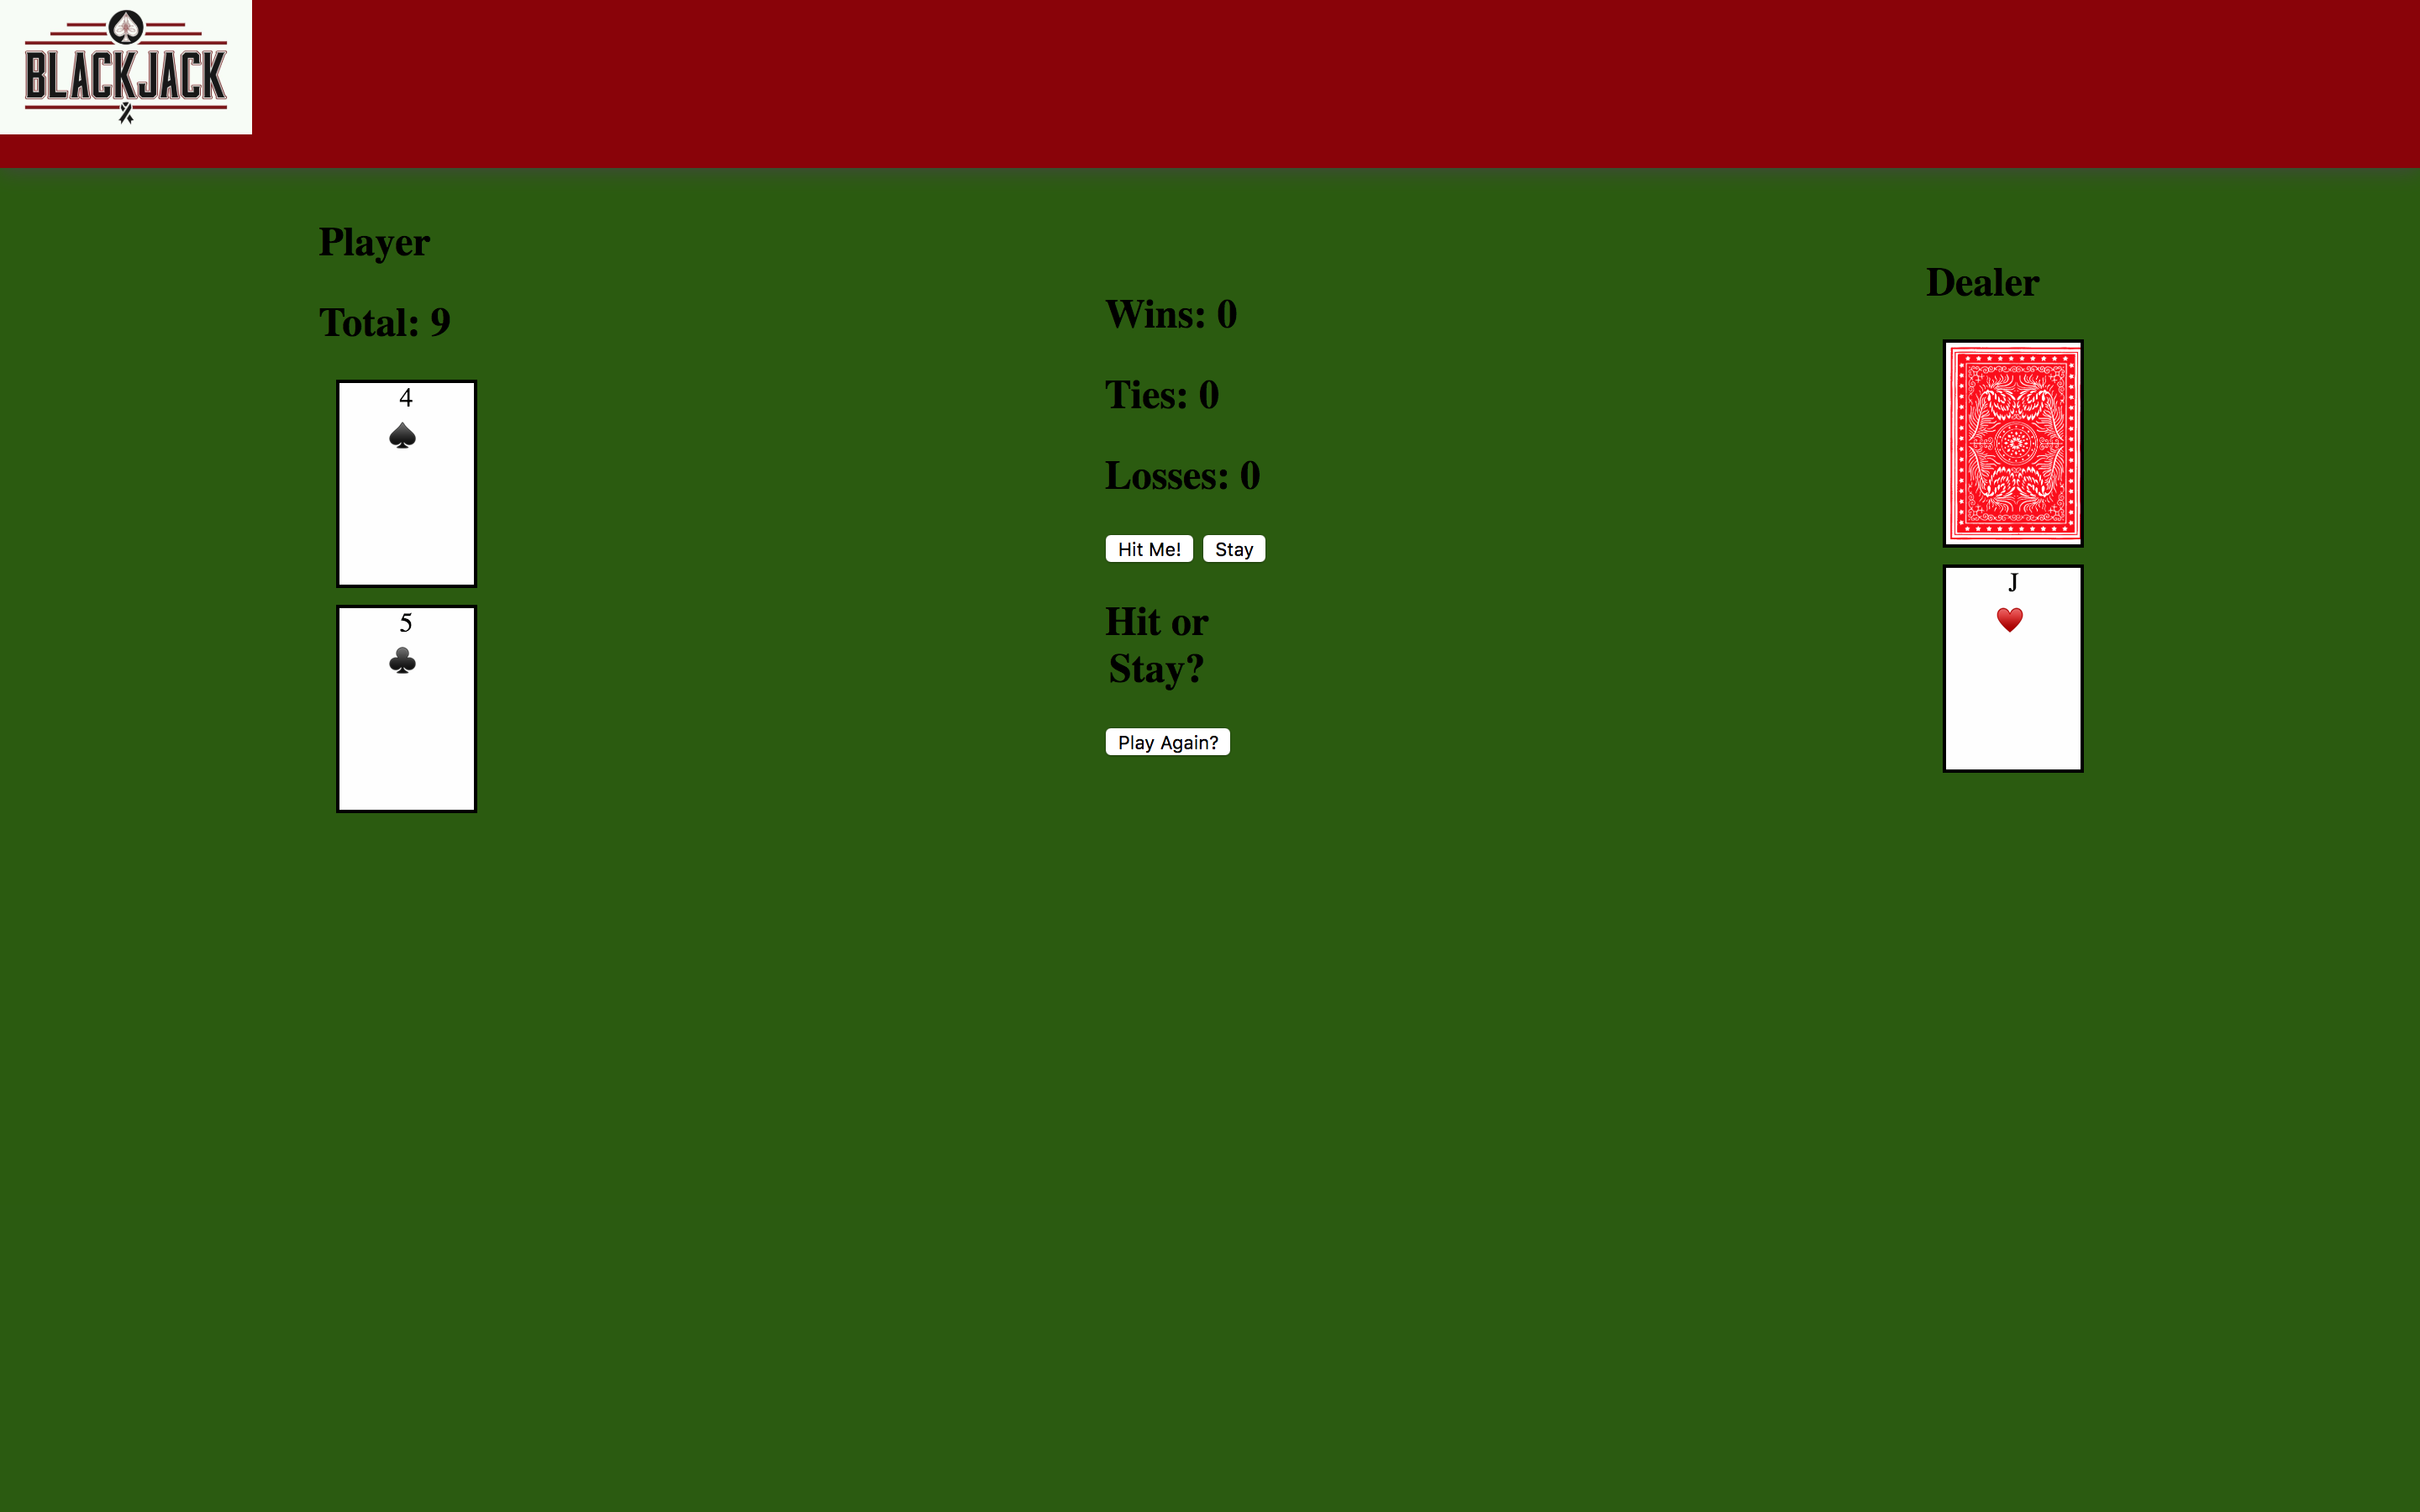 BLACKJACK
Player
Total: 9
4
5
Wins: 0
Ties: 0
Losses: 0
Hit Me! Stay
Hit or
Stay?
Play Again?
Dealer
J